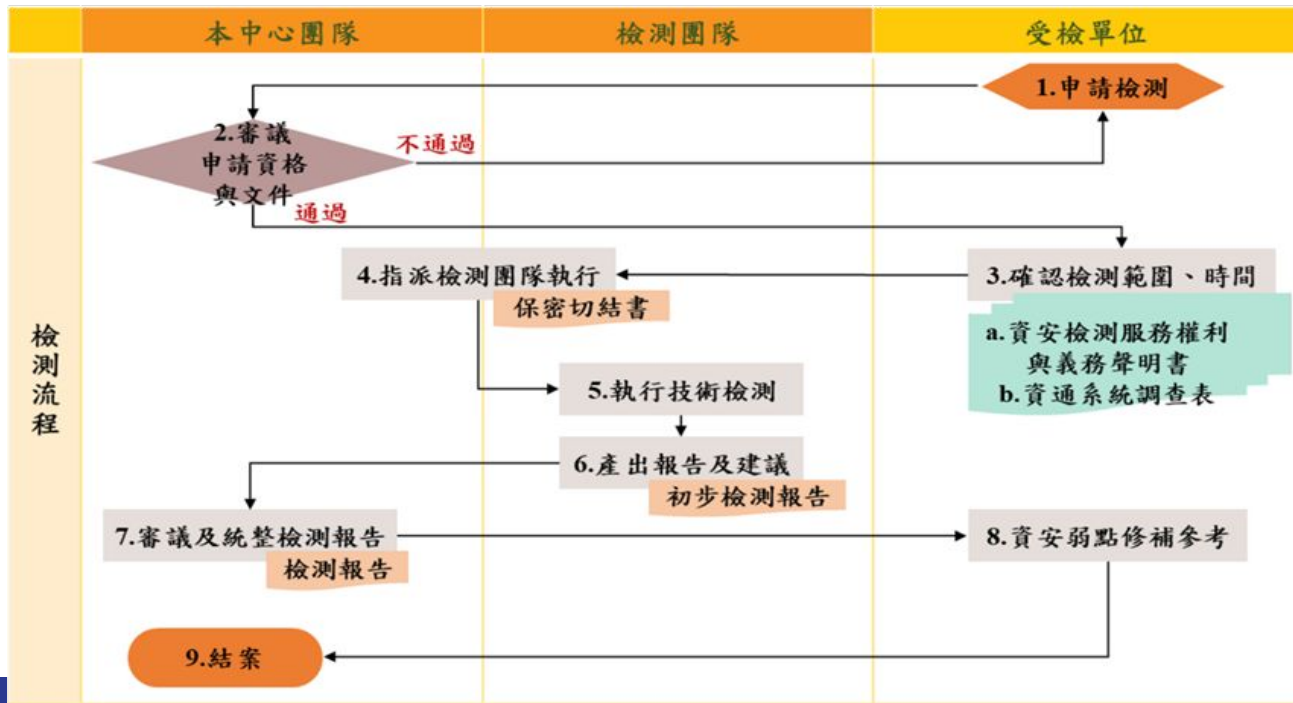 本中心團隊
檢測團隊
受檢單位
檢測流程
1.申請檢測
2.審議
申請資格
與文件
不通過
通過
3.確認檢測範圍、時間
a.資安檢測服務權利
與義務聲明書
b.資通系統調查表
4.指派檢測團隊執行
保密切結書
5.執行技術檢測
6.產出報告及建議
初步檢測報告
7.審議及統整檢測報告
檢測報告
8.資安弱點修補參考
9.結案